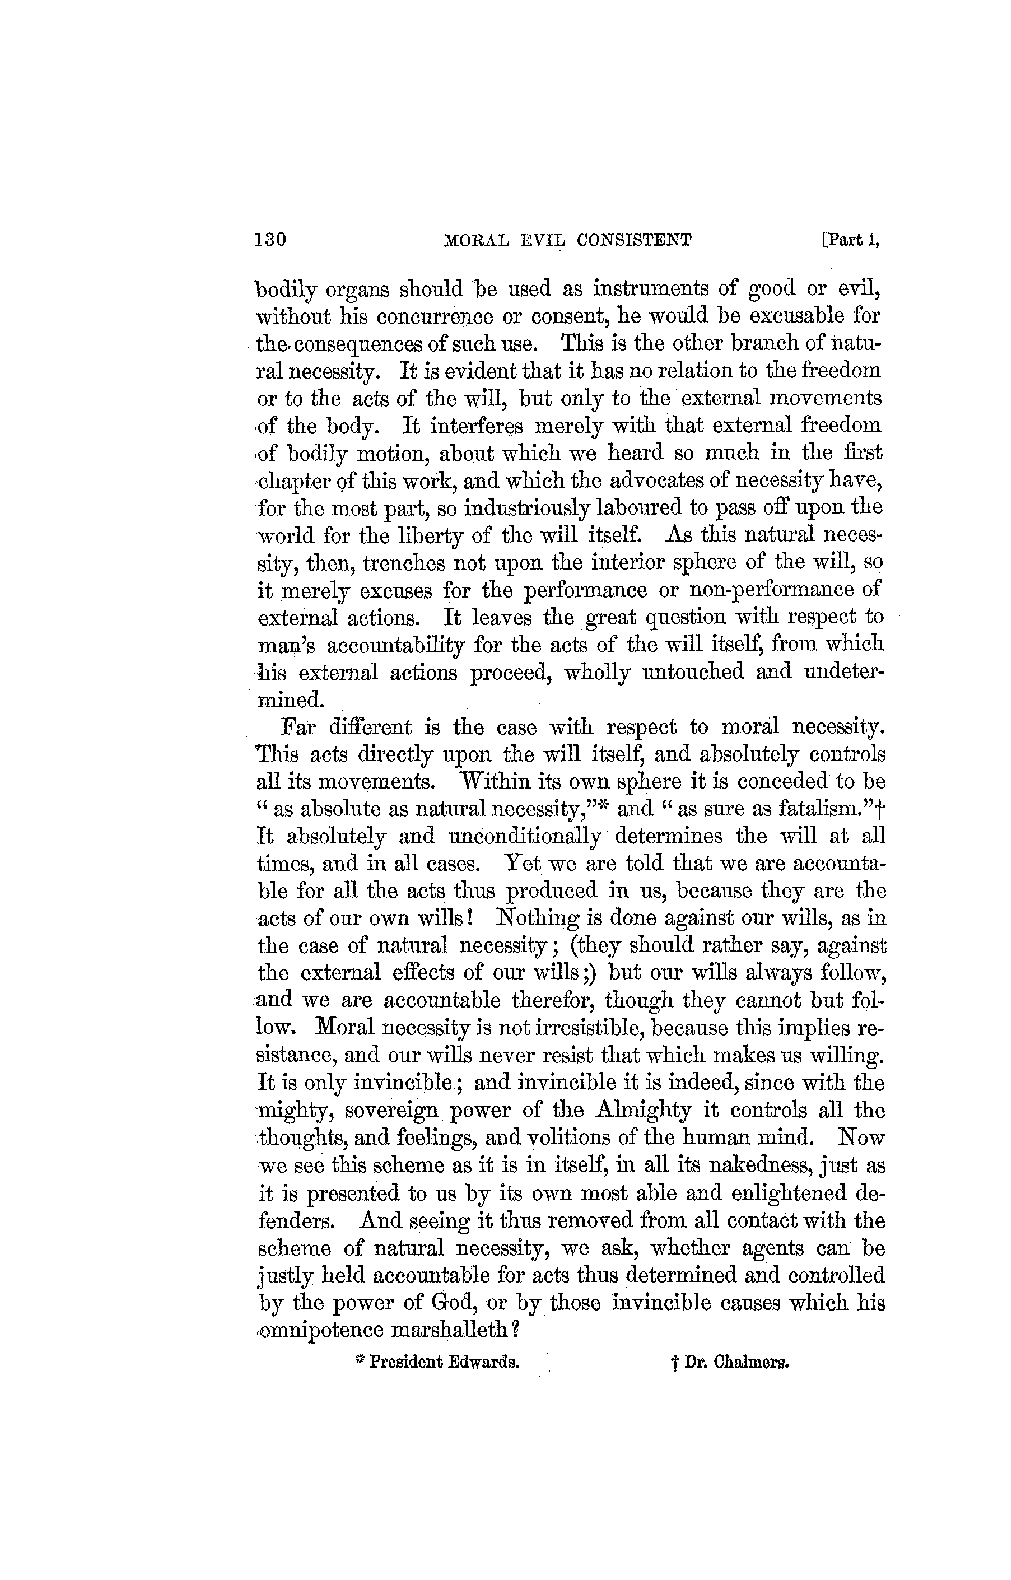 130 MORAL EVIL CONSISTENT [Part I,
bodily organs should be used as instruments of good or evil,
without his concurrence or consent, he would be excusable for
the consequences of such use. This is the other branch of natu-
ral necessity. It is evident that it has no relation to the freedom
or to the acts of the will, but only to the external movements
of the body. It interferes merely with that external freedom
of bodily motion, about which we heard so much in the first
chapter of this work, and which the advocates of necessity have,
for the most part, so industriously laboured to pass off upon the
world for the liberty of the will itself. As this natural neces-
sity, then, trenches not upon the interior sphere of the will, so
it merely excuses for the performance or non-performance of
external actions. It leaves the great question with respect to
man's accountability for the acts of the will itself, from which
his external actions proceed, wholly untouched and undeter-
mined.
Far different is the case with respect to moral necessity.
This acts directly upon the will itself, and absolutely controls
all its movements. Within its own sphere it is conceded to be
"as absolute as natural necessity,"* and "as sure as fatalism."†
It absolutely and unconditionally determines the will at all
times, and in all cases. Yet we are told that we are accounta-
ble for all the acts thus produced in us, because they are the
acts of our own wills! Nothing is done against our wills, as in
the case of natural necessity; (they should rather say, against
the external effects of our wills;) but our wills always follow,
and we are accountable therefor, though they cannot but fol-
low. Moral necessity is not irresistible, because this implies re-
sistance, and our wills never resist that which makes us willing.
It is only invincible; and invincible it is indeed, since with the
mighty, sovereign power of the Almighty it controls all the
thoughts, and feelings, and volitions of the human mind. Now
we see this scheme as it is in itself, in all its nakedness, just as
it is presented to us by its own most able and enlightened de-
fenders. And seeing it thus removed from all contact with the
scheme of natural necessity, we ask, whether agents can be
justly held accountable for acts thus determined and controlled
by the power of God, or by those invincible causes which his
omnipotence marshalleth?
* President Edwards. † Dr. Chalmers.